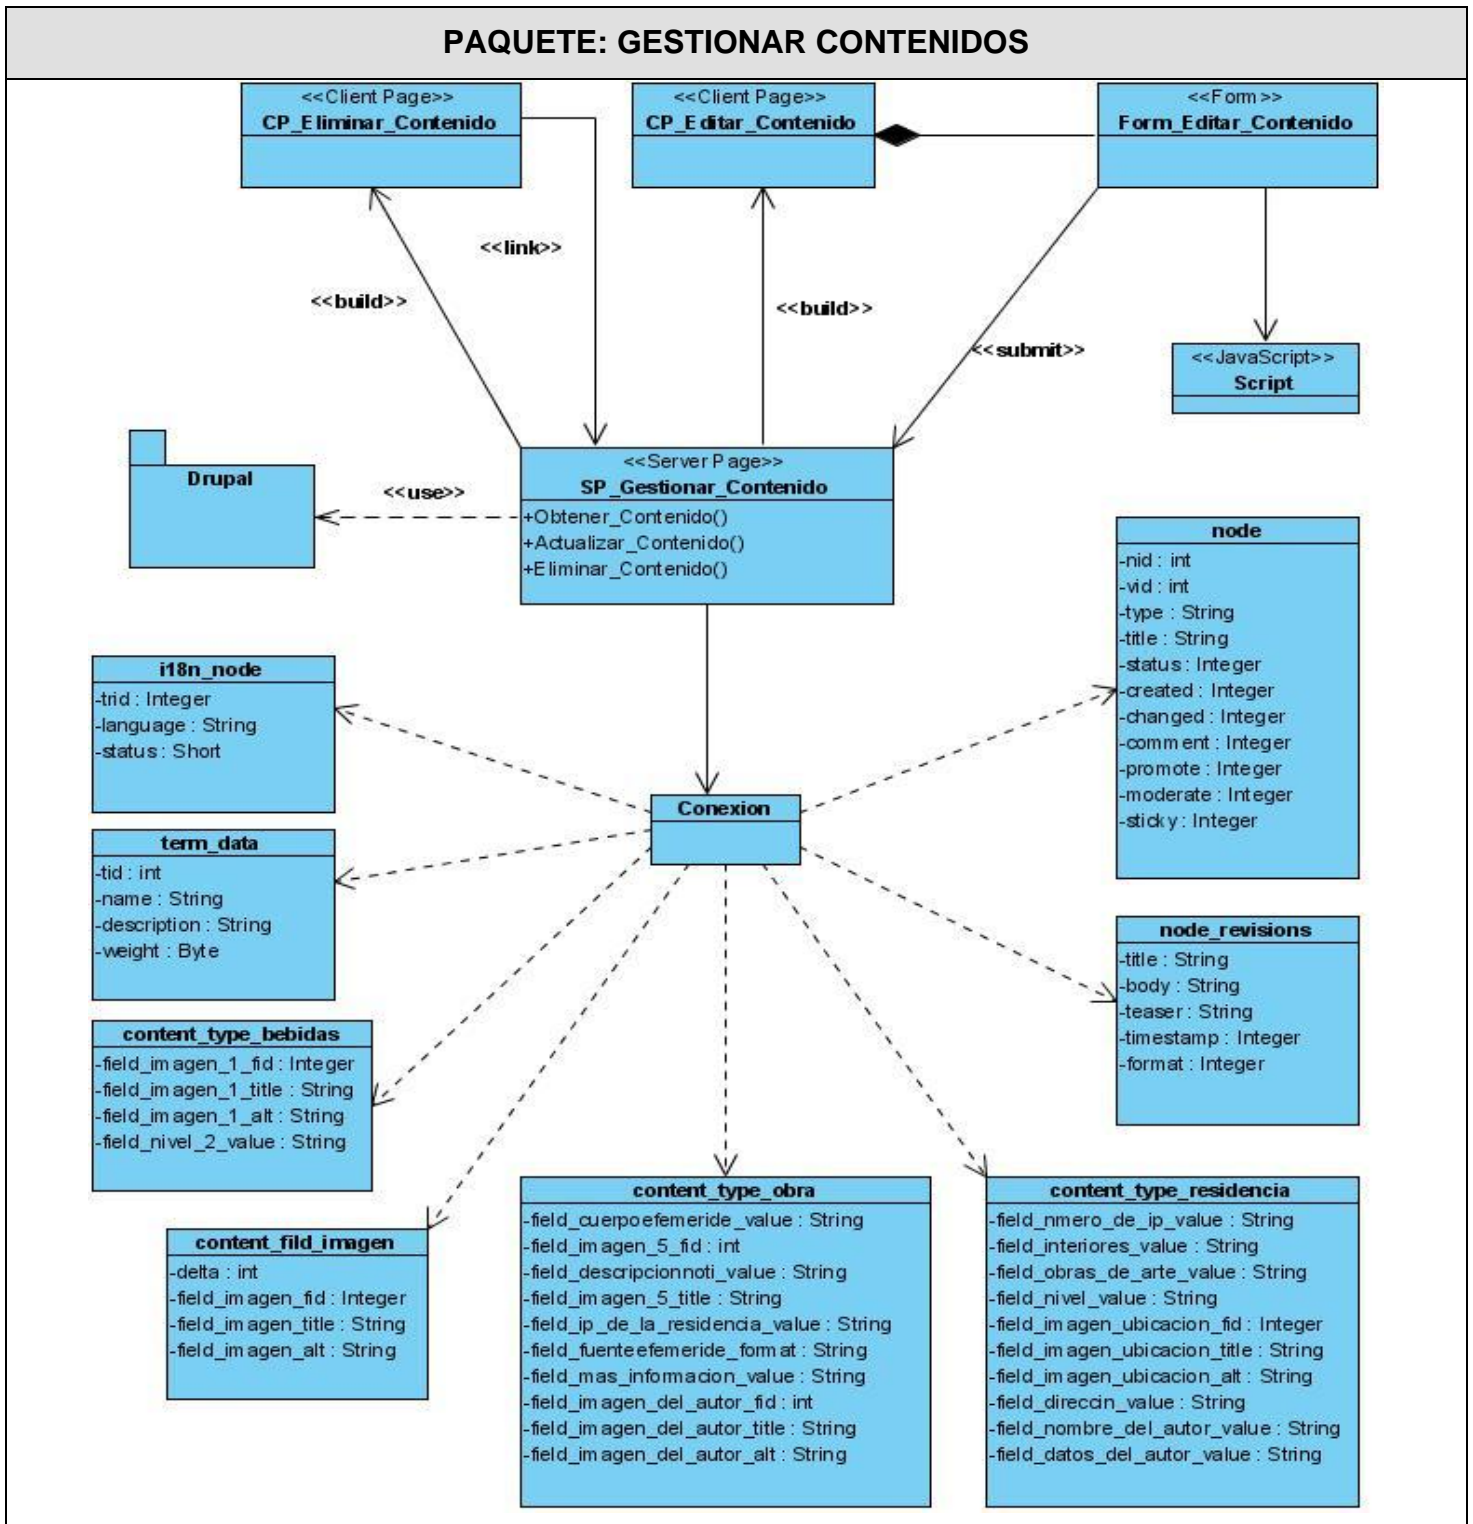 PAQUETE: GESTIONAR CONTENIDOS
<<Client Page>>
CP_Eliminar_Contenido
<<Client Page>>
CP_Editar_Contenido
<<Form>>
Form_Editar_Contenido
<<link>>
<<build>>
<<build>>
<<submit>>
<<JavaScript>>
Script
Drupal
<<use>>
<<Server Page>>
SP_Gestionar_Contenido
+Obtener_Contenido()
+Actualizar_Contenido()
+Eliminar_Contenido()
node
-nid : int
-vid : int
-type : String
-title : String
-status : Integer
-created : Integer
-changed : Integer
-comment : Integer
-promote : Integer
-moderate : Integer
-sticky : Integer
i18n_node
-trid : Integer
-language : String
-status : Short
Conexion
term_data
-tid : int
-name : String
-description : String
-weight : Byte
node_revisions
-title : String
-body : String
-teaser : String
-timestamp : Integer
-format : Integer
content_type_bebidas
-field_imagen_1_fid : Integer
-field_imagen_1_title : String
-field_imagen_1_alt : String
-field_nivel_2_value : String
content_fild_imagen
-delta : int
-field_imagen_fid : Integer
-field_imagen_title : String
-field_imagen_alt : String
content_type_obra
-field_cuerpoefemeride_value : String
-field_imagen_5_fid : int
-field_descripcionnoti_value : String
-field_imagen_5_title : String
-field_ip_de_la_residencia_value : String
-field_fuenteefemeride_format : String
-field_mas_informacion_value : String
-field_imagen_del_autor_fid : int
-field_imagen_del_autor_title : String
-field_imagen_del_autor_alt : String
content_type_residencia
-field_nmero_de_ip_value : String
-field_interiores_value : String
-field_obras_de_arte_value : String
-field_nivel_value : String
-field_imagen_ubicacion_fid : Integer
-field_imagen_ubicacion_title : String
-field_imagen_ubicacion_alt : String
-field_direccin_value : String
-field_nombre_del_autor_value : String
-field_datos_del_autor_value : String